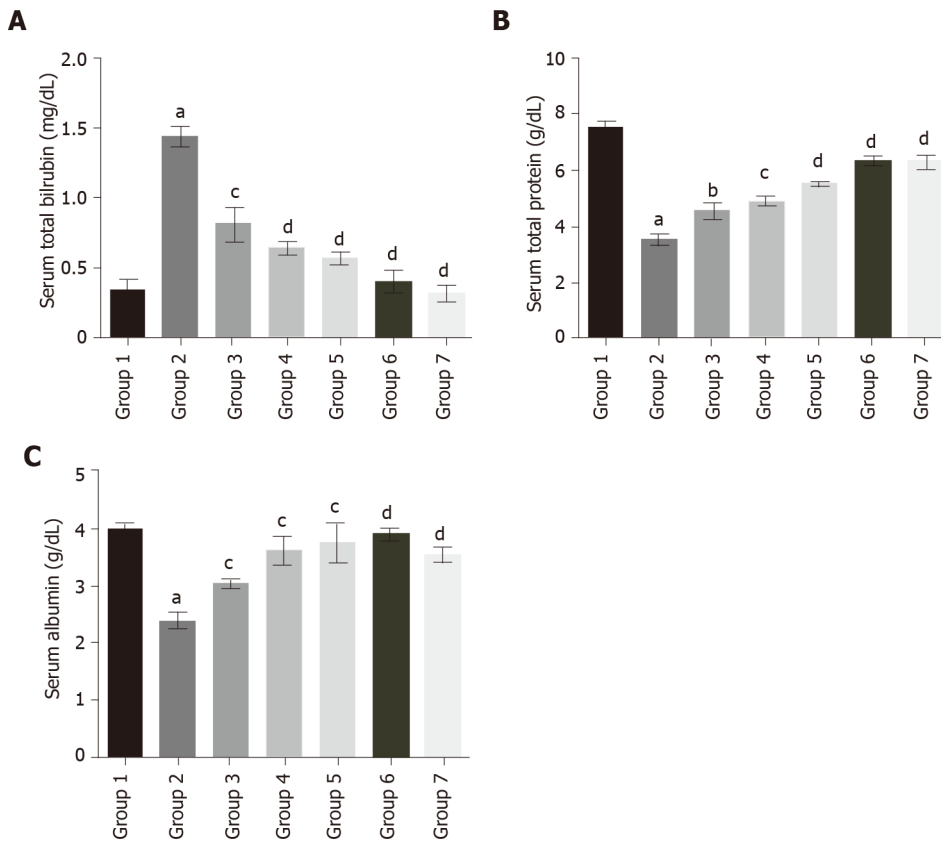 A
Serum total bilrubin (mg/dL)
2.0
1.5
1.0
0.5
0
a
c
d
d
d
d
Group 1
Group 2
Group 3
Group 4
Group 5
Group 6
Group 7
B
Serum total protein (g/dL)
10
8
6
4
2
0
a
b
c
d
d
d
Group 1
Group 2
Group 3
Group 4
Group 5
Group 6
Group 7
C
Serum albumin (g/dL)
5
4
3
2
1
0
a
c
c
c
d
d
Group 1
Group 2
Group 3
Group 4
Group 5
Group 6
Group 7